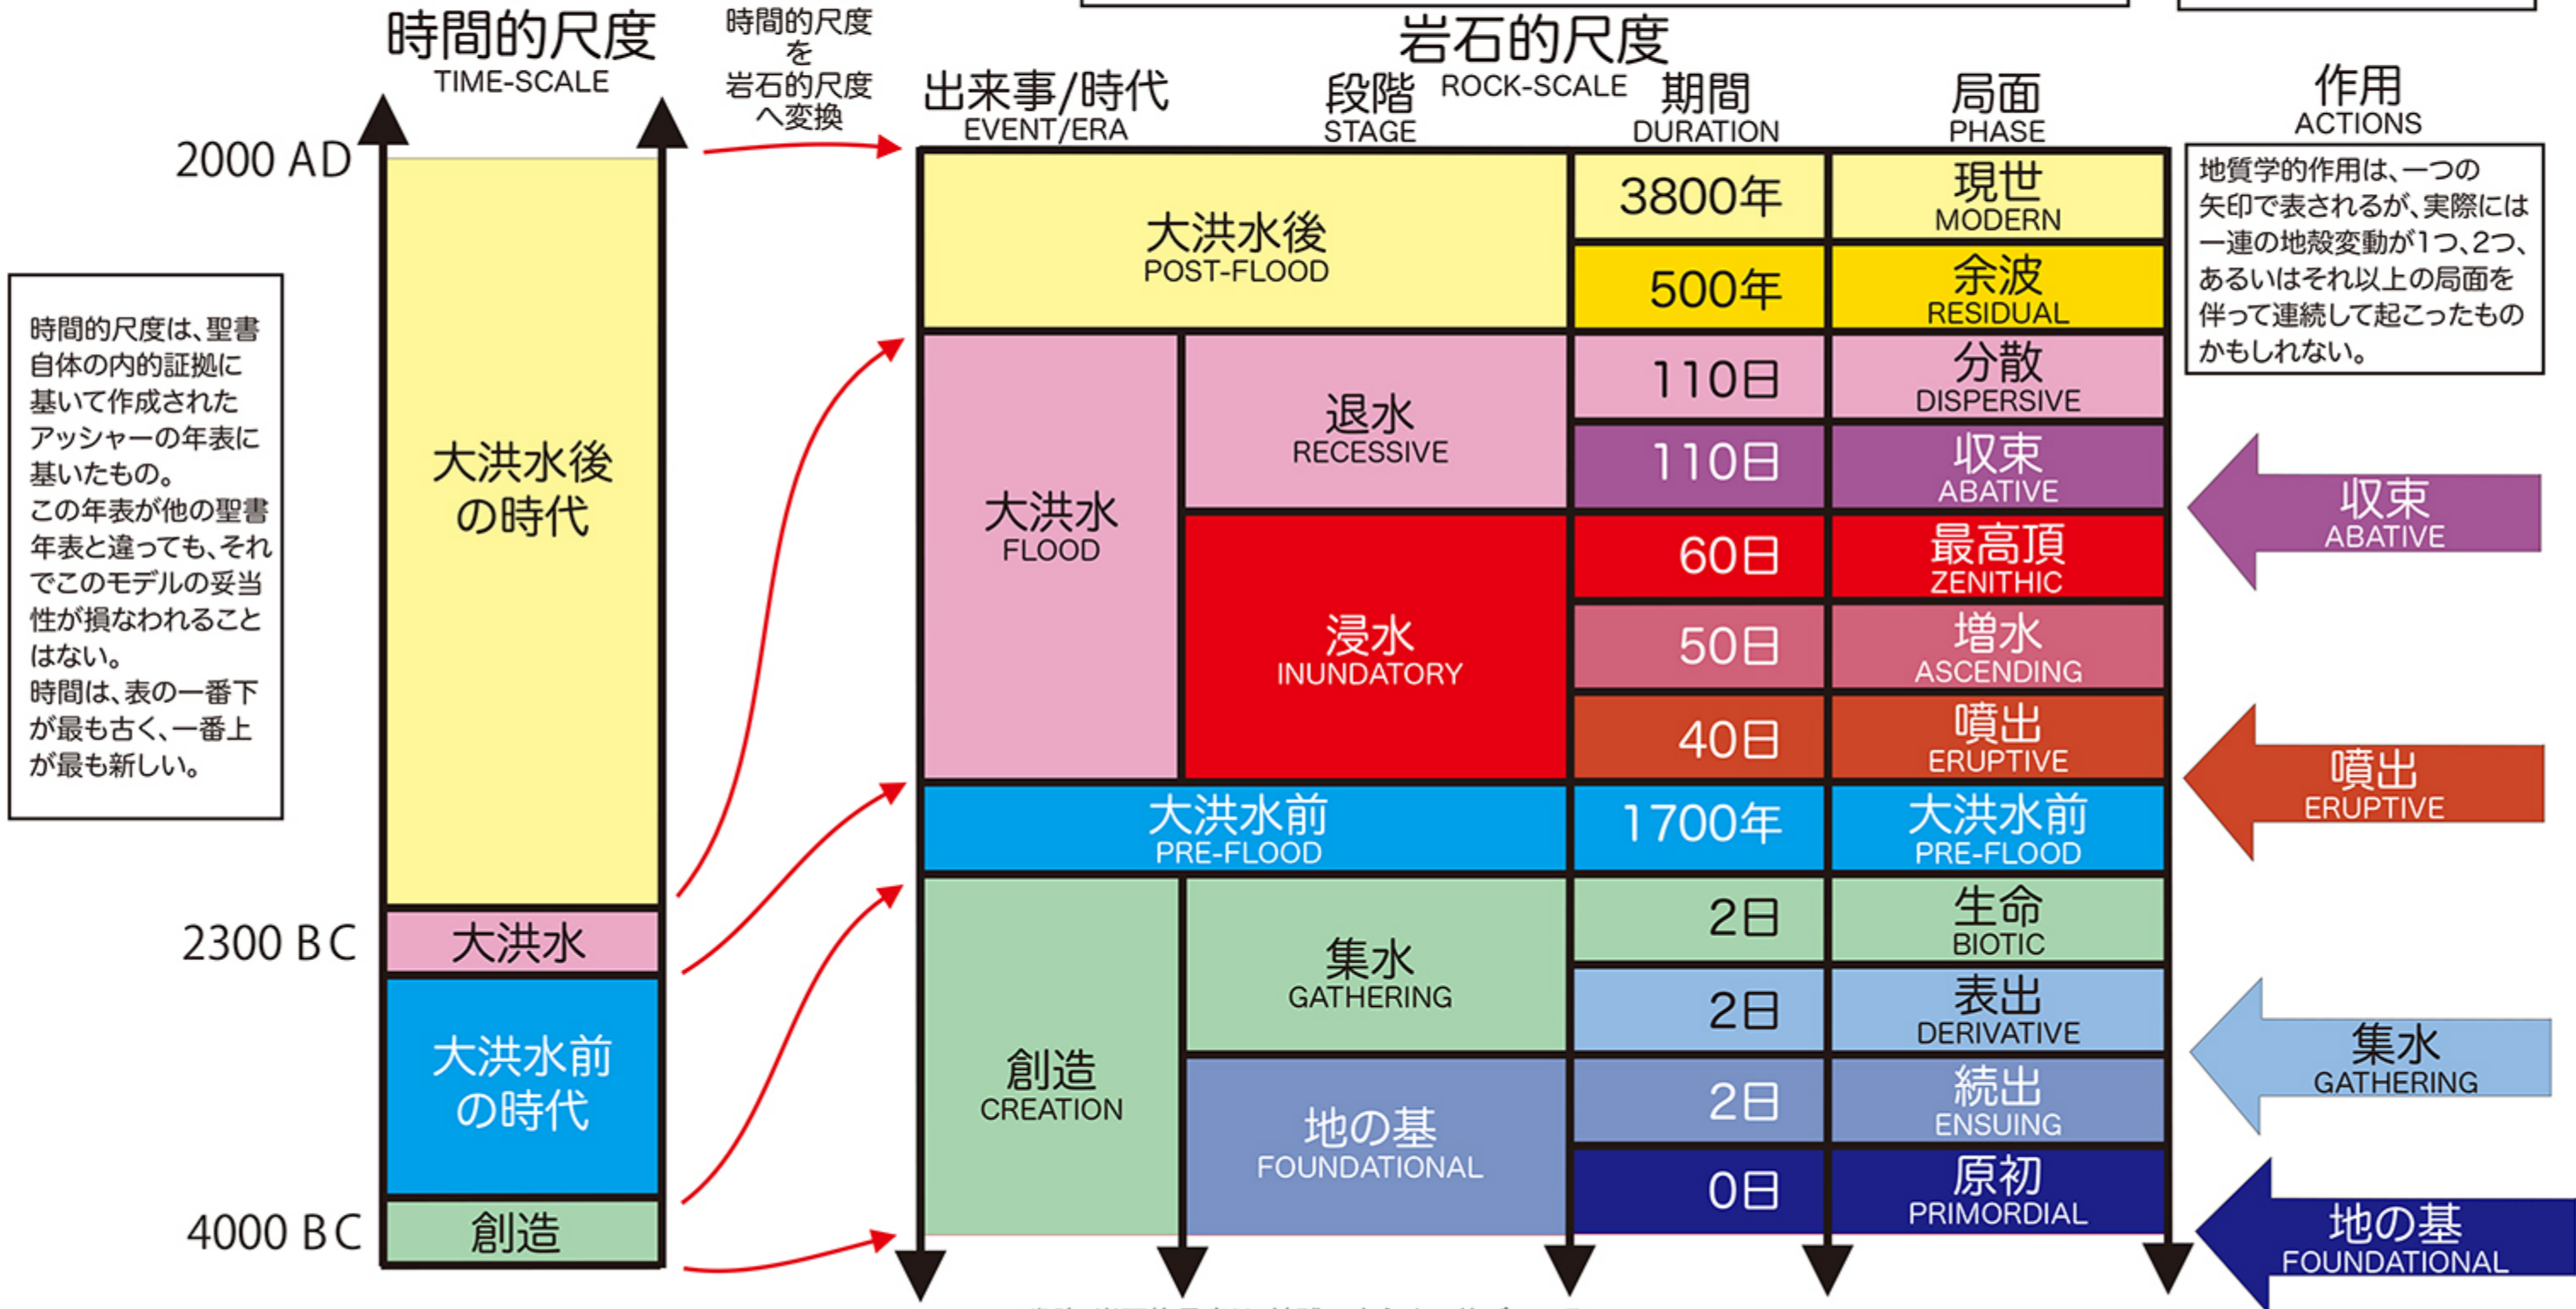 時間的尺度
TIME-SCALE
時間的尺度
を
岩石的尺度
へ変換
岩石的尺度
ROCK-SCALE
出来事/時代
EVENT/ERA
段階
STAGE
期間
DURATION
局面
PHASE
作用
ACTIONS
2000 AD
2300 BC
4000 BC
時間的尺度は、聖書
自体の内的証拠に
基いて作成された
アッシャーの年表に
基いたもの。
この年表が他の聖書
年表と違っても、それ
でこのモデルの妥当
性が損なわれること
はない。
時間は、表の一番下
が最も古く、一番上
が最も新しい。
大洪水後
の時代
大洪水
大洪水前
の時代
創造
大洪水後
POST-FLOOD
3800年
現世
MODERN
500年
余波
RESIDUAL
大洪水
FLOOD
退水
RECESSIVE
110日
分散
DISPERSIVE
110日
収束
ABATIVE
浸水
INUNDATORY
60日
最高頂
ZENITHIC
50日
増水
ASCENDING
40日
噴出
ERUPTIVE
大洪水前
PRE-FLOOD
1700年
大洪水前
PRE-FLOOD
創造
CREATION
集水
GATHERING
2日
生命
BIOTIC
2日
表出
DERIVATIVE
地の基
FOUNDATIONAL
2日
続出
ENSUING
0日
原初
PRIMORDIAL
地質学的作用は、一つの
矢印で表されるが、実際には
一連の地殻変動が1つ、2つ、
あるいはそれ以上の局面を
伴って連続して起こったもの
かもしれない。
収束
ABATIVE
噴出
ERUPTIVE
集水
GATHERING
地の基
FOUNDATIONAL